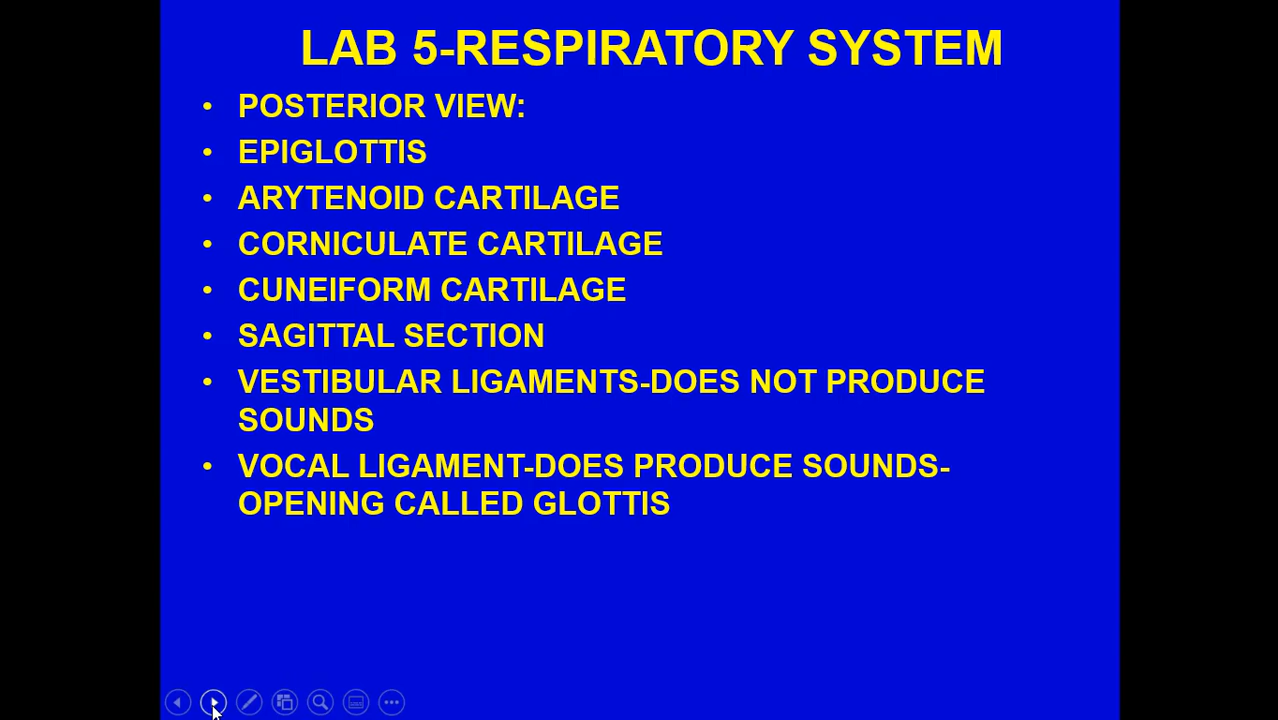 LAB 5-RESPIRATORY SYSTEM
• POSTERIOR VIEW:
• EPIGLOTTIS
• ARYTENOID CARTILAGE
• CORNICULATE CARTILAGE
• CUNEIFORM CARTILAGE
• SAGITTAL SECTION
• VESTIBULAR LIGAMENTS-DOES NOT PRODUCE
SOUNDS
• VOCAL LIGAMENT-DOES PRODUCE SOUNDS-
OPENING CALLED GLOTTIS